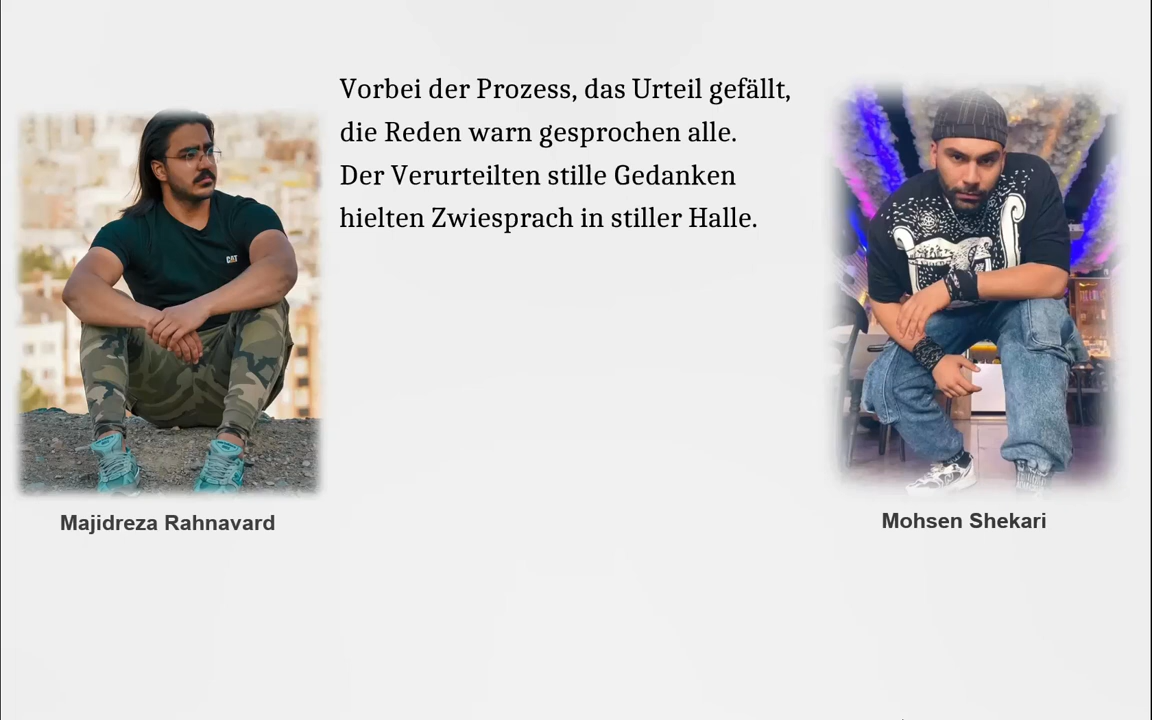 Vorbei der Prozess, das Urteil gefällt,
die Reden warn gesprochen alle.
Der Verurteilten stille Gedanken
hielten Zwiesprach in stiller Halle.
CAT
Majidreza Rahnavard
Mohsen Shekari